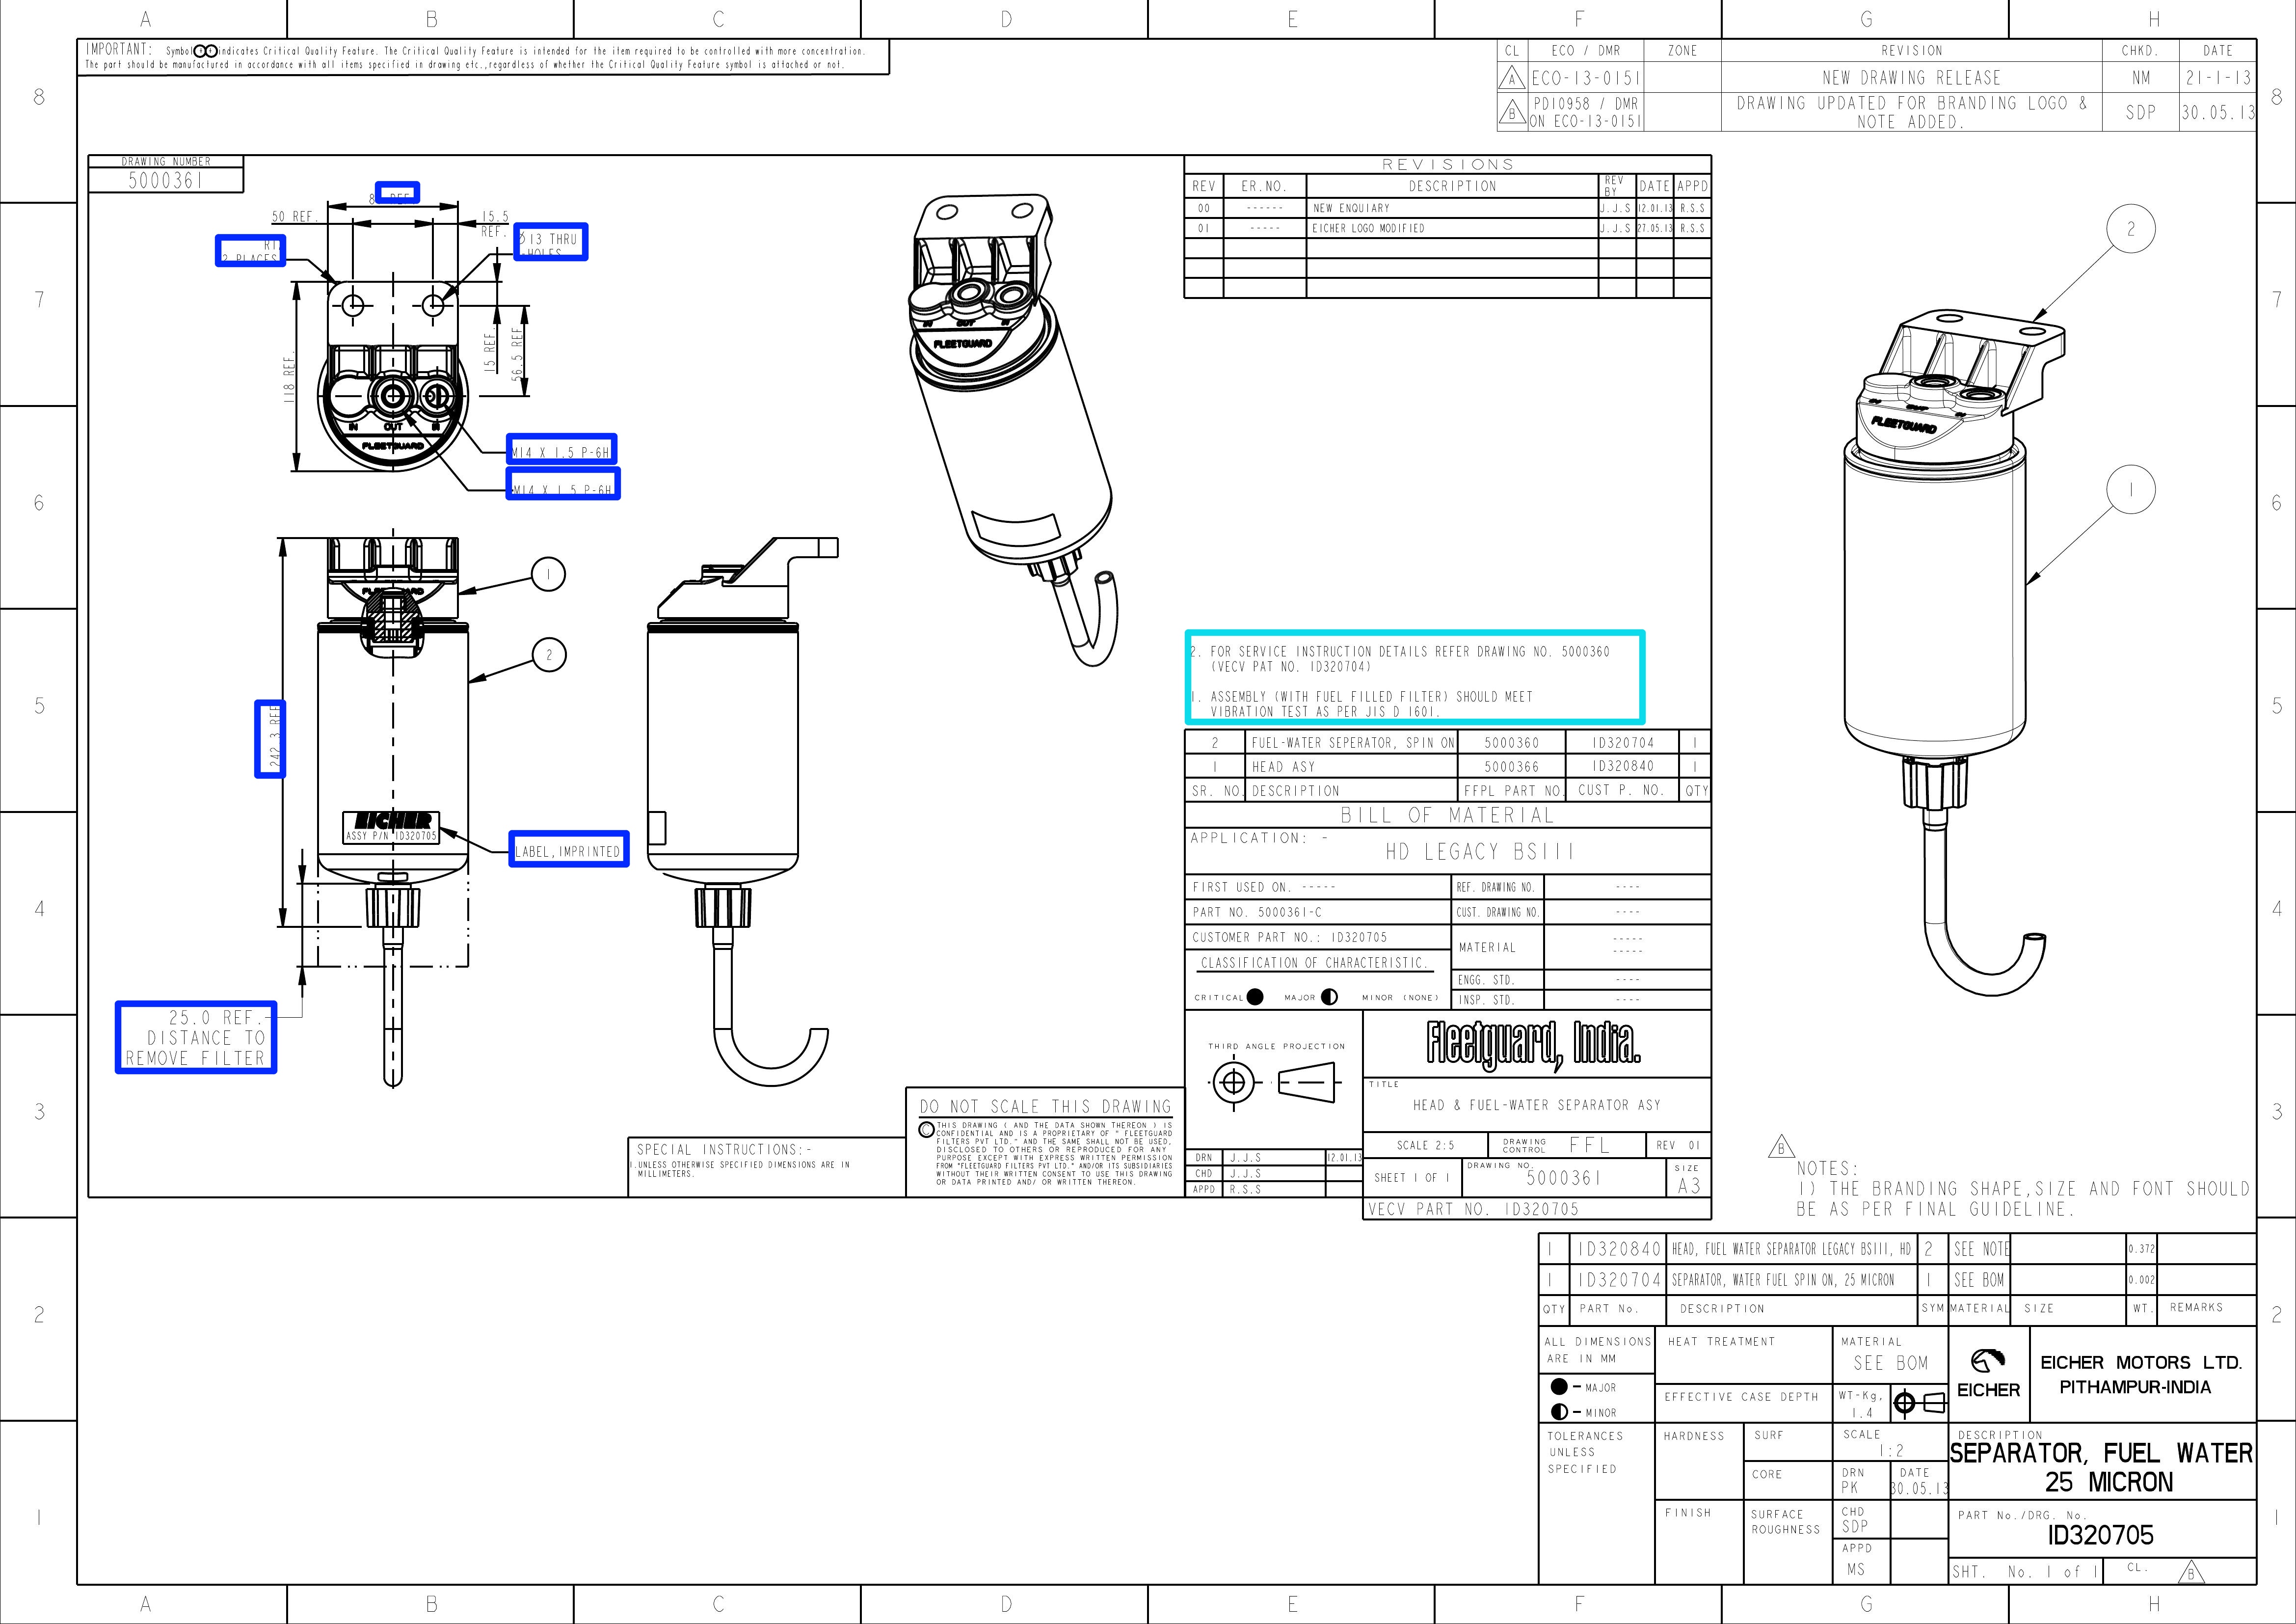 A B C D E F G H
IMPORTANT: Symbol indicates Critical Quality Feature. The Critical Quality Feature is intended for the item required to be controlled with more concentration.
The part should be manufactured in accordance with all items specified in drawing etc.,regardless of whether the Critical Quality Feature symbol is attached or not.
CL ECO / DMR ZONE REVISION CHKD. DATE
A ECO-13-0151 NEW DRAWING RELEASE NM 21-1-13
B PD10958 / DMR ON ECO-13-0151 DRAWING UPDATED FOR BRANDING LOGO & NOTE ADDED. SDP 30.05.13
8 8
7 7
6 6
5 5
4 4
3 3
2 2
1 1
DRAWING NUMBER
5000361
REF.
50 REF.
15.5
REF.
2 PLACES
Ø13 THRU
HOLES
118 REF.
15 REF.
56.5 REF.
IN OUT IN
FLEETGUARD
M14 X 1.5 P-6H
M14 X 1.5 P-6H
1
2
242.3 REF.
EICHER
ASSY P/N ID320705
LABEL,IMPRINTED
25.0 REF.
DISTANCE TO
REMOVE FILTER
IN OUT IN
FLEETGUARD
REVISIONS
REV ER.NO. DESCRIPTION REV BY DATE APPD
00 ------ NEW ENQUIARY J.J.S 12.01.13 R.S.S
01 ----- EICHER LOGO MODIFIED J.J.S 27.05.13 R.S.S
2
1
FLEETGUARD
2. FOR SERVICE INSTRUCTION DETAILS REFER DRAWING NO. 5000360
(VECV PAT NO. ID320704)
1. ASSEMBLY (WITH FUEL FILLED FILTER) SHOULD MEET
VIBRATION TEST AS PER JIS D 1601.
2 FUEL-WATER SEPERATOR, SPIN ON 5000360 ID320704 1
1 HEAD ASY 5000366 ID320840 1
SR. NO. DESCRIPTION FFPL PART NO. CUST P. NO. QTY
BILL OF MATERIAL
APPLICATION: -
HD LEGACY BSIII
FIRST USED ON. ----- REF. DRAWING NO. ----
PART NO. 5000361-C CUST. DRAWING NO. ----
CUSTOMER PART NO.: ID320705 MATERIAL -----
-----
CLASSIFICATION OF CHARACTERISTIC. ENGG. STD. ----
CRITICAL MAJOR MINOR (NONE) INSP. STD. ----
THIRD ANGLE PROJECTION
Fleetguard, India.
TITLE
HEAD & FUEL-WATER SEPARATOR ASY
SCALE 2:5 DRAWING CONTROL FFL REV 01
SHEET 1 OF 1 DRAWING NO. 5000361 SIZE A3
VECV PART NO. ID320705
DRN J.J.S 12.01.13
CHD J.J.S
APPD R.S.S
SPECIAL INSTRUCTIONS:-
1.UNLESS OTHERWISE SPECIFIED DIMENSIONS ARE IN
MILLIMETERS.
DO NOT SCALE THIS DRAWING
© THIS DRAWING ( AND THE DATA SHOWN THEREON ) IS
CONFIDENTIAL AND IS A PROPRIETARY OF " FLEETGUARD
FILTERS PVT LTD." AND THE SAME SHALL NOT BE USED,
DISCLOSED TO OTHERS OR REPRODUCED FOR ANY
PURPOSE EXCEPT WITH EXPRESS WRITTEN PERMISSION
FROM "FLEETGUARD FILTERS PVT LTD." AND/OR ITS SUBSIDIARIES
WITHOUT THEIR WRITTEN CONSENT TO USE THIS DRAWING
OR DATA PRINTED AND/ OR WRITTEN THEREON.
B
NOTES:
1) THE BRANDING SHAPE,SIZE AND FONT SHOULD
BE AS PER FINAL GUIDELINE.
1 ID320840 HEAD, FUEL WATER SEPARATOR LEGACY BSIII, HD 2 SEE NOTE 0.372
1 ID320704 SEPARATOR, WATER FUEL SPIN ON, 25 MICRON 1 SEE BOM 0.002
QTY PART No. DESCRIPTION SYM MATERIAL SIZE WT. REMARKS
ALL DIMENSIONS
ARE IN MM
- MAJOR
- MINOR
TOLERANCES
UNLESS
SPECIFIED
HEAT TREATMENT
EFFECTIVE CASE DEPTH
HARDNESS SURF
CORE
FINISH SURFACE
ROUGHNESS
MATERIAL
SEE BOM
WT-Kg,
1.4
SCALE
1:2
DRN DATE
PK 30.05.13
CHD
SDP
APPD
MS
EICHER
EICHER MOTORS LTD.
PITHAMPUR-INDIA
DESCRIPTION
SEPARATOR, FUEL WATER
25 MICRON
PART No./DRG. No.
ID320705
SHT. No. 1 of 1 CL. B
A B C D E F G H